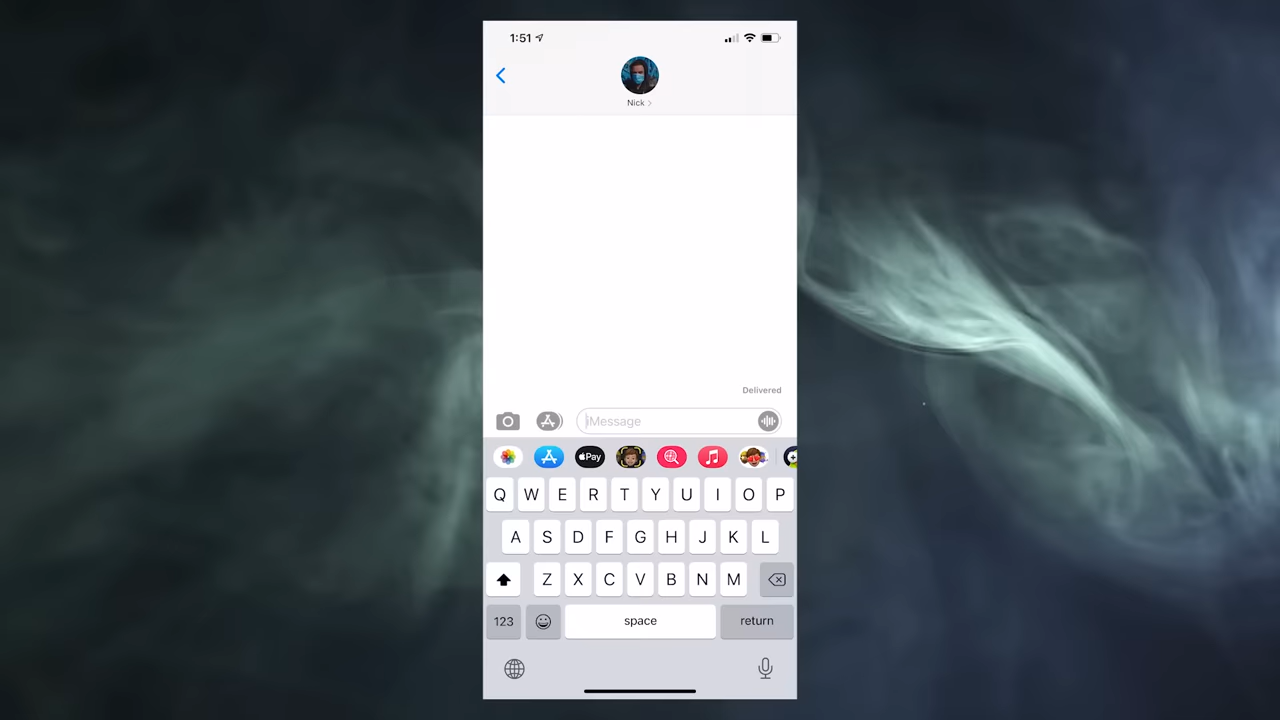 1:51
Nick
Delivered
iMessage
Pay
Q W E R T Y U I O P
A S D F G H J K L
Z X C V B N M
123 space return